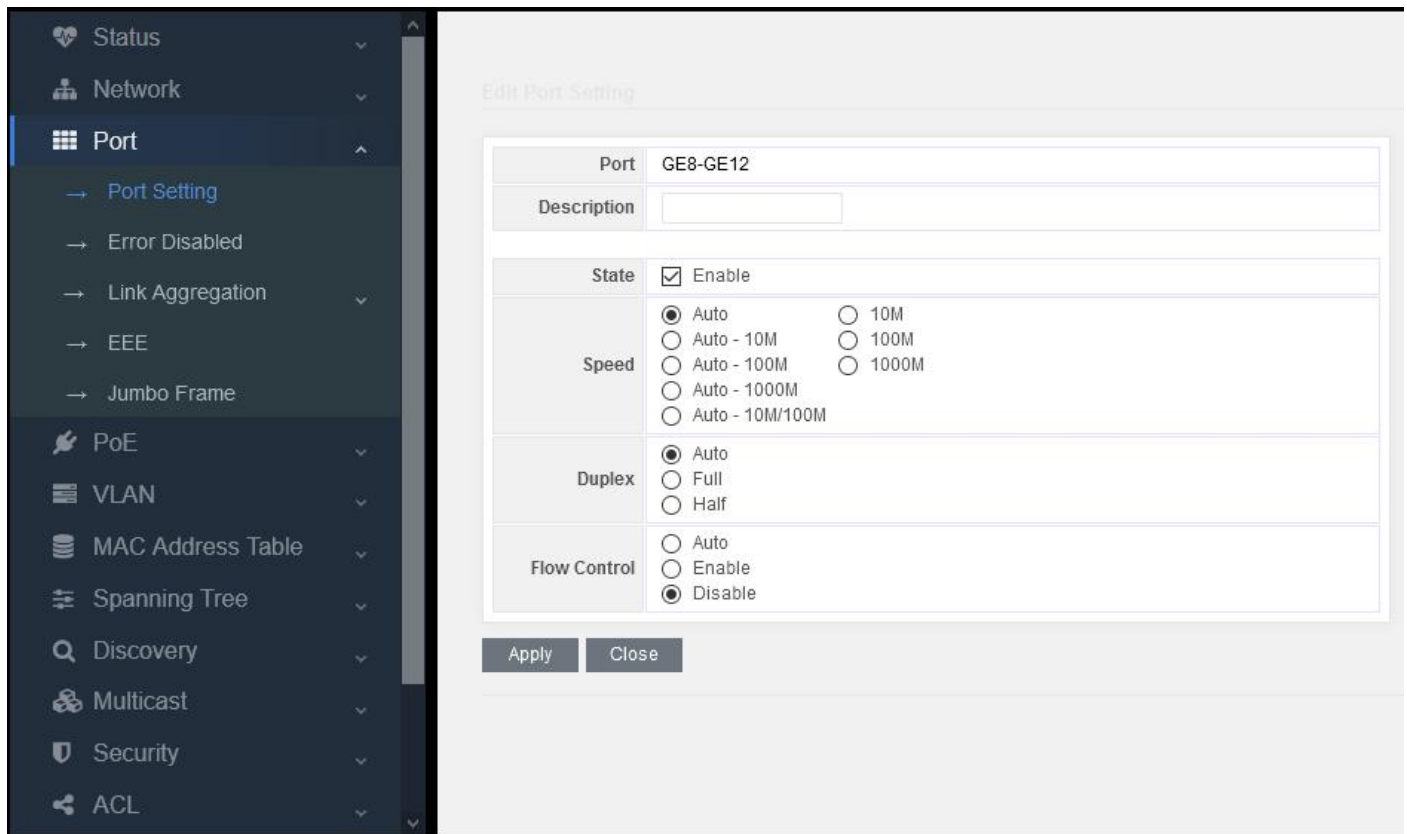 Status
Network
Port
Port Setting
Error Disabled
Link Aggregation
EEE
Jumbo Frame
PoE
VLAN
MAC Address Table
Spanning Tree
Discovery
Multicast
Security
ACL
Edit Port Setting
Port GE8-GE12
Description
State Enable
Speed
Auto 10M
Auto - 10M 100M
Auto - 100M 1000M
Auto - 1000M
Auto - 10M/100M
Duplex
Auto
Full
Half
Flow Control
Auto
Enable
Disable
Apply Close